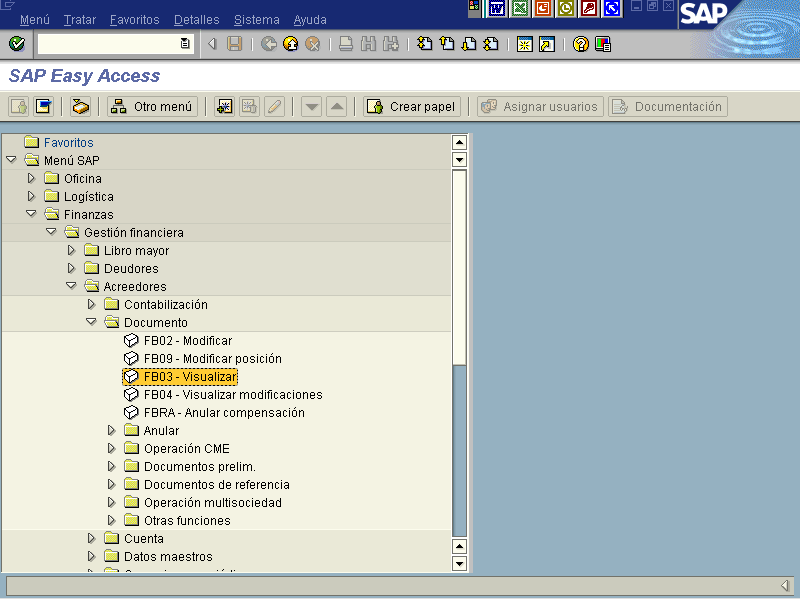 Menú Tratar Favoritos Detalles Sistema Ayuda
SAP
SAP Easy Access
Otro menú Crear papel Asignar usuarios Documentación
Favoritos
Menú SAP
Oficina
Logística
Finanzas
Gestión financiera
Libro mayor
Deudores
Acreedores
Contabilización
Documento
FB02 - Modificar
FB09 - Modificar posición
FB03 - Visualizar
FB04 - Visualizar modificaciones
FBRA - Anular compensación
Anular
Operación CME
Documentos prelim.
Documentos de referencia
Operación multisociedad
Otras funciones
Cuenta
Datos maestros